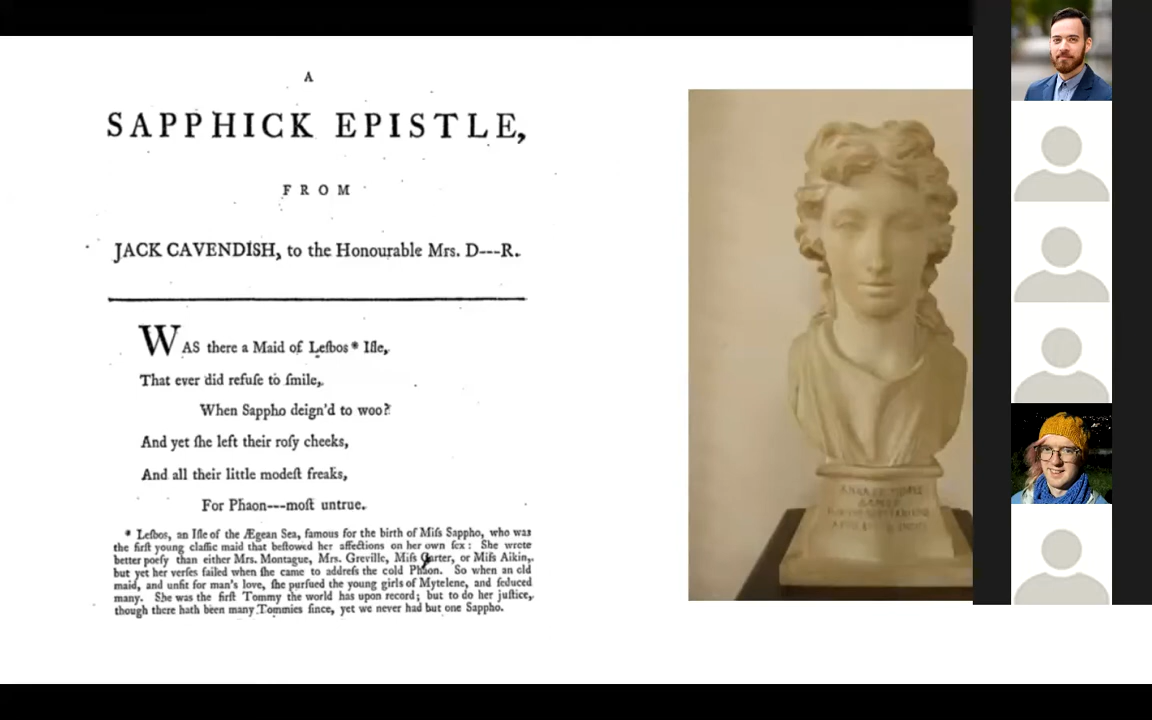 A
SAPPHICK EPISTLE,
FROM
JACK CAVENDISH, to the Honourable Mrs. D---R.
WAS there a Maid of Leſbos* Iſle,
That ever did refuſe to ſmile,
When Sappho deign'd to woo?
And yet ſhe left their roſy cheeks,
And all their little modeſt freaks,
For Phaon---moſt untrue.
* Leſbos, an Iſle of the Ægean Sea, famous for the birth of Miſs Sappho, who was
the firſt young claſſic maid that beſtowed her affections on her own ſex: She wrote
better poeſy than either Mrs. Montague, Mrs. Greville, Miſs Carter, or Miſs Aikin,
but yet her verſes failed when ſhe came to addreſs the cold Phaon. So when an old
maid, and unfit for man's love, ſhe purſued the young girls of Mytelene, and ſeduced
many. She was the firſt Tommy the world has upon record; but to do her juſtice,
though there hath been many Tommies ſince, yet we never had but one Sappho.